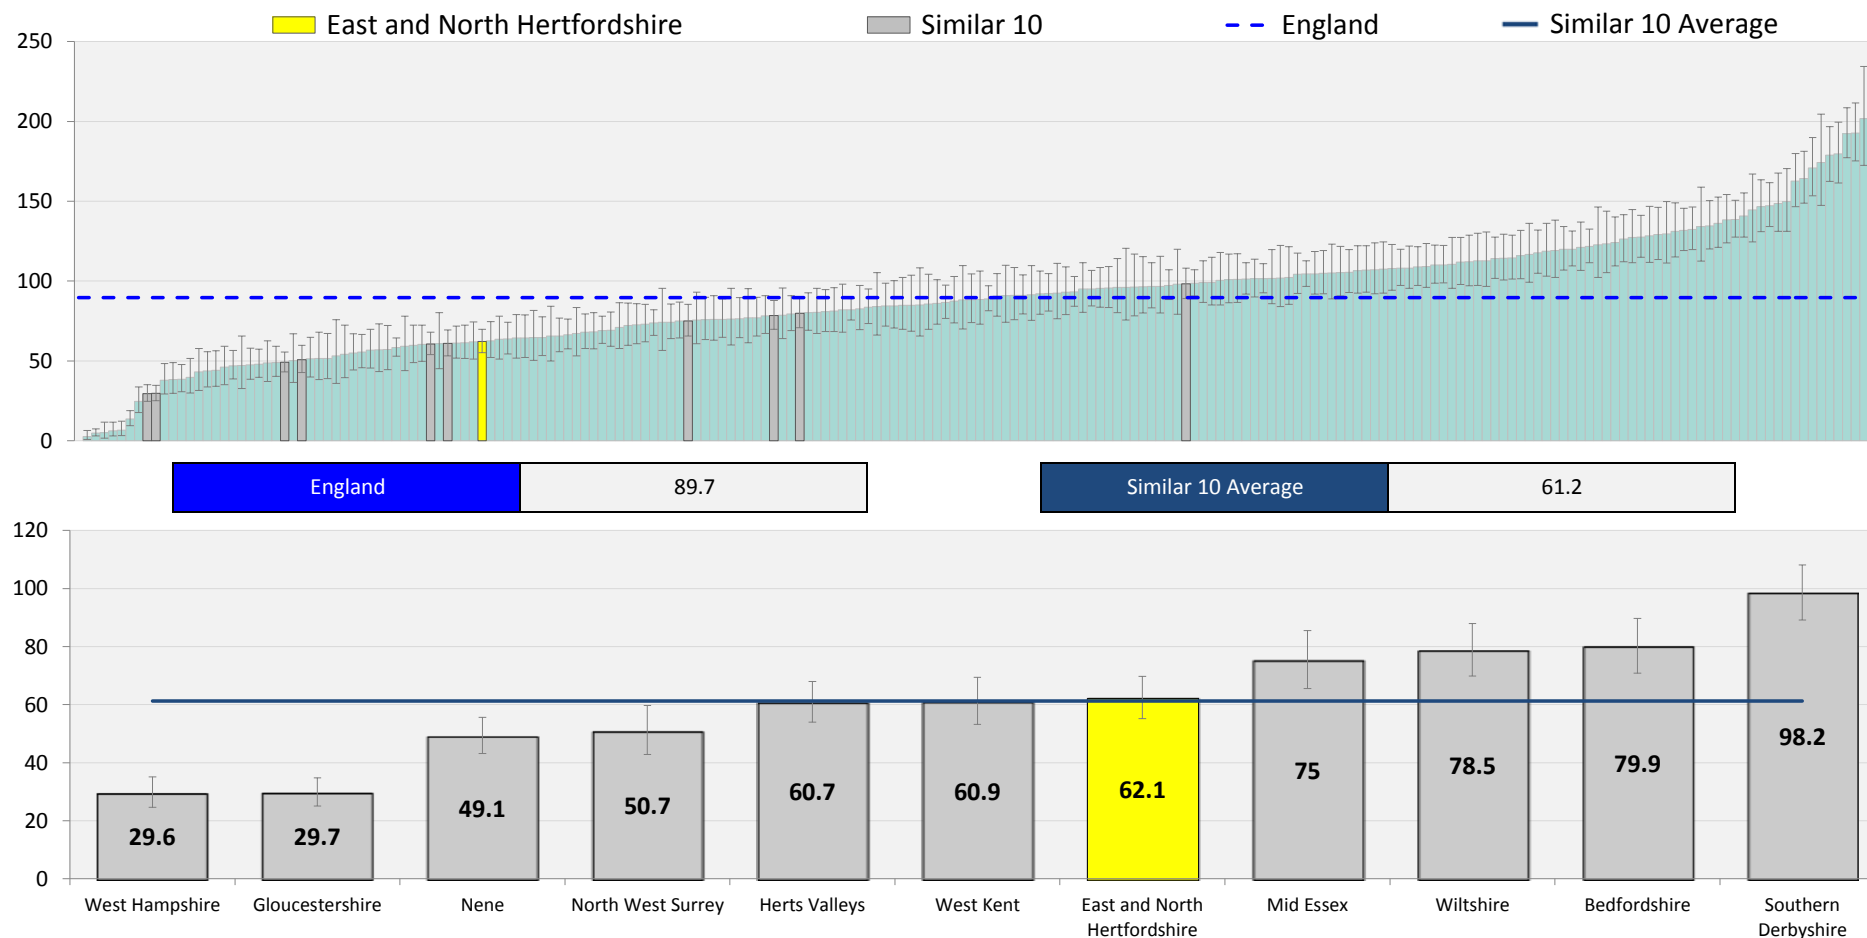 East and North Hertfordshire
Similar 10
England
Similar 10 Average
250
200
150
100
50
0
England
89.7
Similar 10 Average
61.2
120
100
80
60
40
20
0
29.6
29.7
49.1
50.7
60.7
60.9
62.1
75
78.5
79.9
98.2
West Hampshire
Gloucestershire
Nene
North West Surrey
Herts Valleys
West Kent
East and North
Hertfordshire
Mid Essex
Wiltshire
Bedfordshire
Southern
Derbyshire